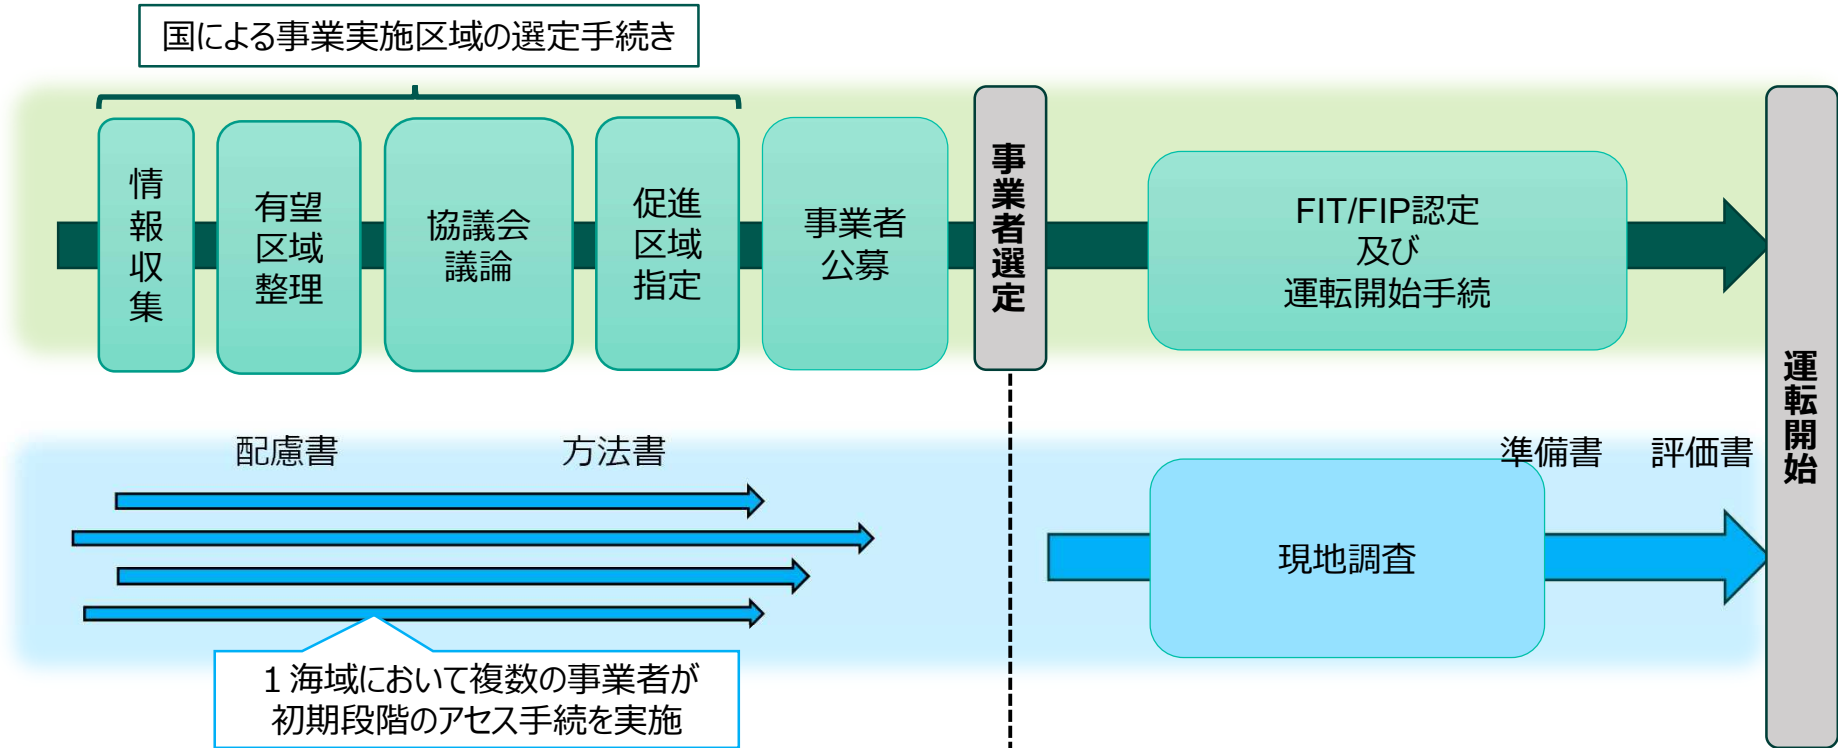 国による事業実施区域の選定手続き
情
報
収
集
有望
区域
整理
協議会
議論
促進
区域
指定
事業者
公募
事業者選定
FIT/FIP認定
及び
運転開始手続
運転開始
配慮書
方法書
準備書
評価書
現地調査
1 海域において複数の事業者が
初期段階のアセス手続を実施